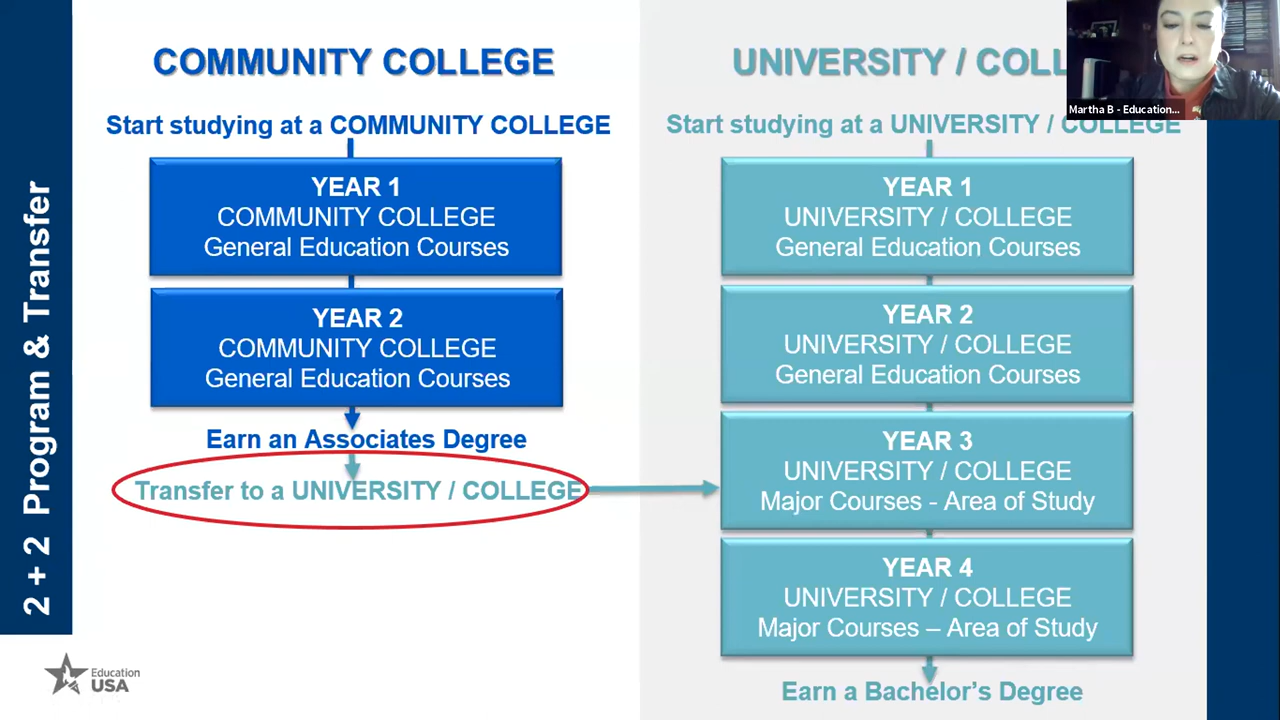 2 + 2 Program & Transfer
COMMUNITY COLLEGE
Start studying at a COMMUNITY COLLEGE
YEAR 1
COMMUNITY COLLEGE
General Education Courses
YEAR 2
COMMUNITY COLLEGE
General Education Courses
Earn an Associates Degree
Transfer to a UNIVERSITY / COLLEGE
UNIVERSITY / COLL
Start studying at a UNIVERSITY / COLLEGE
YEAR 1
UNIVERSITY / COLLEGE
General Education Courses
YEAR 2
UNIVERSITY / COLLEGE
General Education Courses
YEAR 3
UNIVERSITY / COLLEGE
Major Courses - Area of Study
YEAR 4
UNIVERSITY / COLLEGE
Major Courses – Area of Study
Earn a Bachelor's Degree
Martha B - Education...
Education
USA